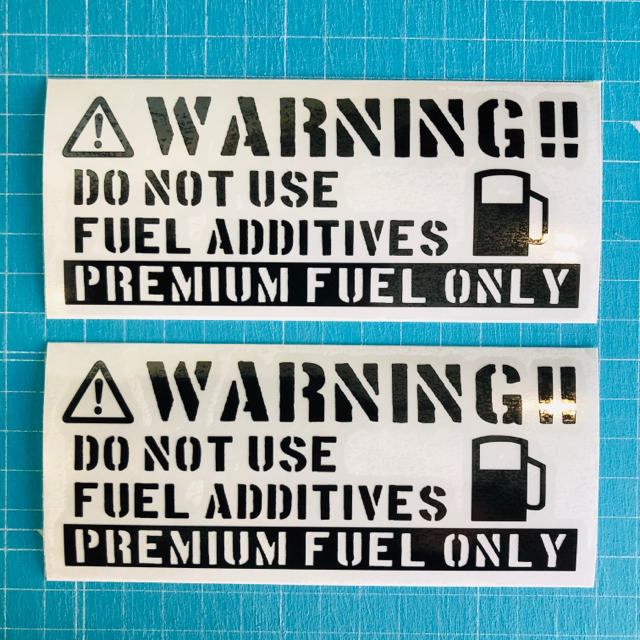 WARNING!!
DO NOT USE
FUEL ADDITIVES
PREMIUM FUEL ONLY
WARNING!!
DO NOT USE
FUEL ADDITIVES
PREMIUM FUEL ONLY